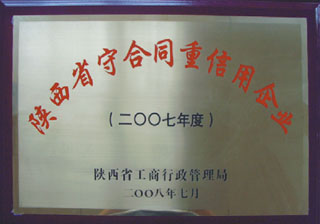 陕西省守合同重信用企业
（二〇〇七年度）
陕西省工商行政管理局
二〇〇八年七月